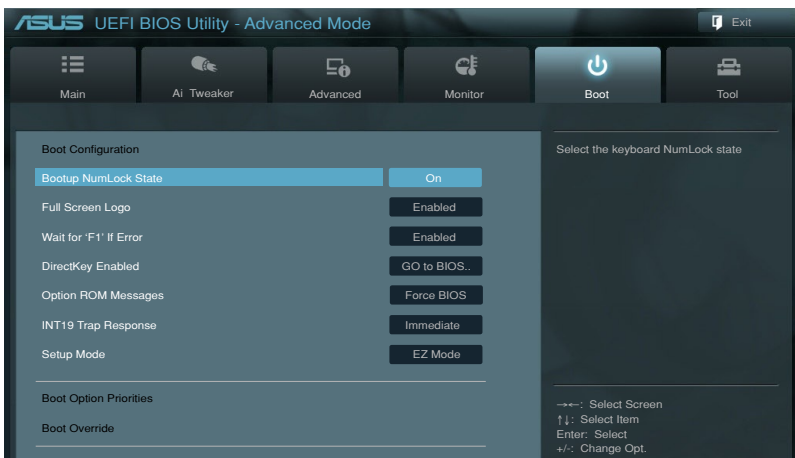 ASUS UEFI BIOS Utility - Advanced Mode
Exit
Main
Ai Tweaker
Advanced
Monitor
Boot
Tool
Boot Configuration
Bootup NumLock State On
Full Screen Logo Enabled
Wait for ‘F1’ If Error Enabled
DirectKey Enabled GO to BIOS..
Option ROM Messages Force BIOS
INT19 Trap Response Immediate
Setup Mode EZ Mode
Boot Option Priorities
Boot Override
Select the keyboard NumLock state
→←: Select Screen
↑↓: Select Item
Enter: Select
+/-: Change Opt.